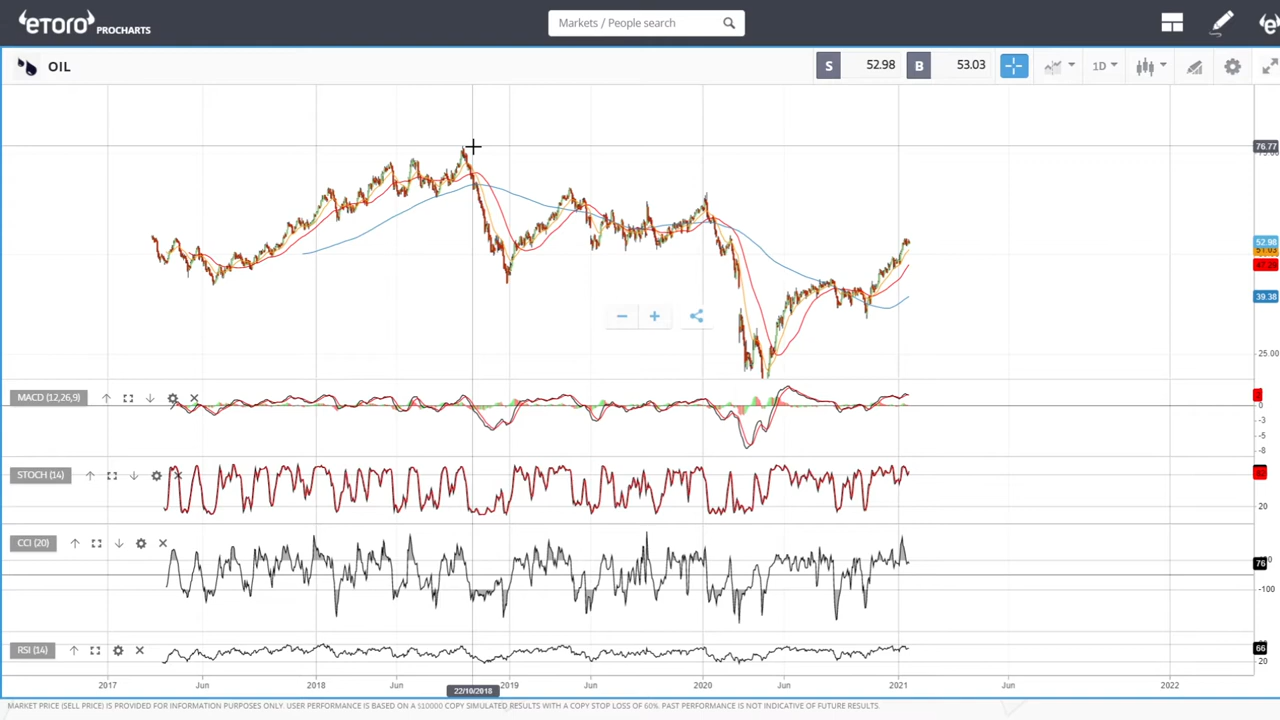 eTORO PROCHARTS
Markets / People search
OIL
S 52.98 B 53.03
1D
76.77
52.98
47.29
39.38
25.00
MACD (12,26,9)
0
-3
-5
-8
STOCH (14)
20
CCI (20)
76
-100
RSI (14)
66
20
2017 Jun 2018 Jun 22/10/2018 2019 Jun 2020 Jun 2021 Jun 2022
MARKET PRICE (SELL PRICE) IS PROVIDED FOR INFORMATION PURPOSES ONLY. USER PERFORMANCE IS BASED ON A $10000 COPY SIMULATED RESULTS WITH A COPY STOP LOSS OF 60%. PAST PERFORMANCE IS NOT INDICATIVE OF FUTURE RESULTS.